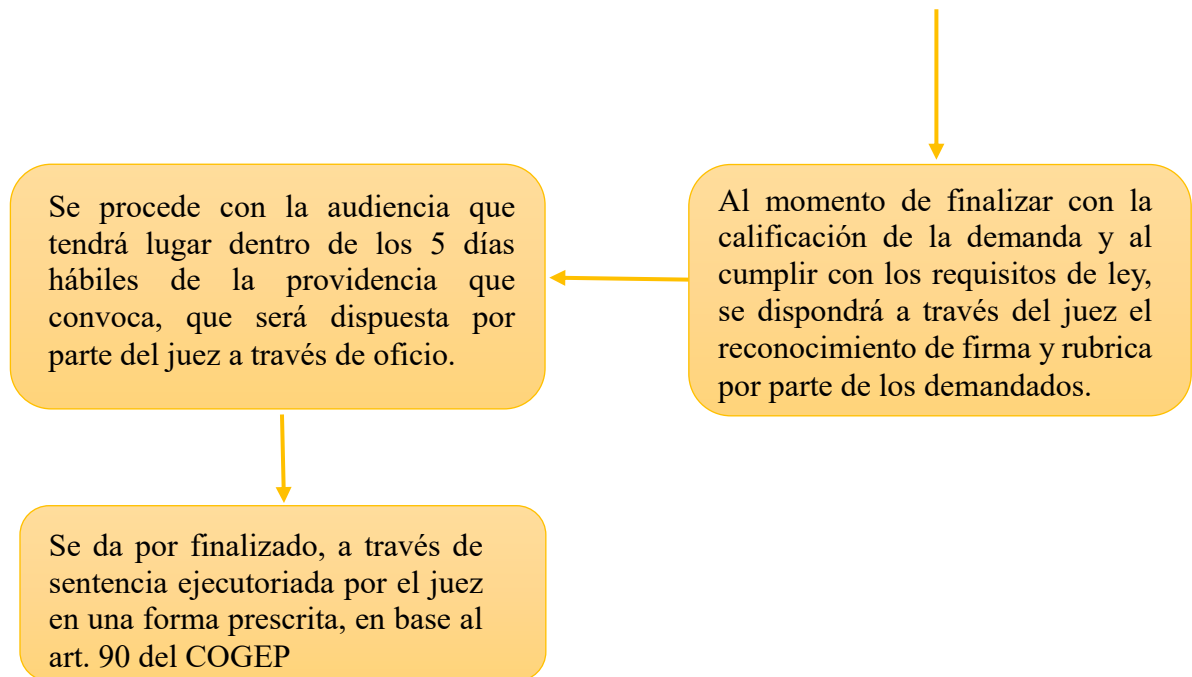 Al momento de finalizar con la
calificación de la demanda y al
cumplir con los requisitos de ley,
se dispondrá a través del juez el
reconocimiento de firma y rubrica
por parte de los demandados.
Se procede con la audiencia que
tendrá lugar dentro de los 5 días
hábiles de la providencia que
convoca, que será dispuesta por
parte del juez a través de oficio.
Se da por finalizado, a través de
sentencia ejecutoriada por el juez
en una forma prescrita, en base al
art. 90 del COGEP